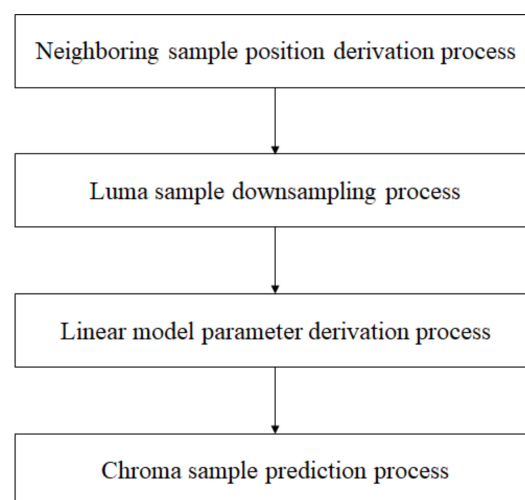 Neighboring sample position derivation process
Luma sample downsampling process
Linear model parameter derivation process
Chroma sample prediction process